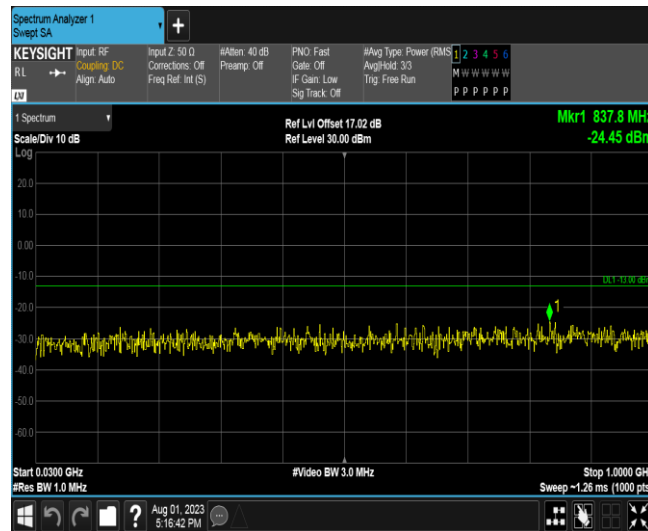 Spectrum Analyzer 1
Swept SA
+
KEYSIGHT
RL
LXI
Input: RF
Coupling: DC
Align: Auto
Input Z: 50 Ω
Corrections: Off
Freq Ref: Int (S)
#Atten: 40 dB
Preamp: Off
PNO: Fast
Gate: Off
IF Gain: Low
Sig Track: Off
#Avg Type: Power (RMS
Avg|Hold: 3/3
Trig: Free Run
1 2 3 4 5 6
M W W W W W
P P P P P P
1 Spectrum
Scale/Div 10 dB
Ref Lvl Offset 17.02 dB
Ref Level 30.00 dBm
Mkr1 837.8 MHz
-24.45 dBm
Log
20.0
10.0
0.00
-10.0
DL1 -13.00 dBm
-20.0
1
-30.0
-40.0
-50.0
-60.0
Start 0.0300 GHz
#Res BW 1.0 MHz
#Video BW 3.0 MHz
Stop 1.0000 GH
Sweep ~1.26 ms (1000 pts
?
Aug 01, 2023
5:16:42 PM